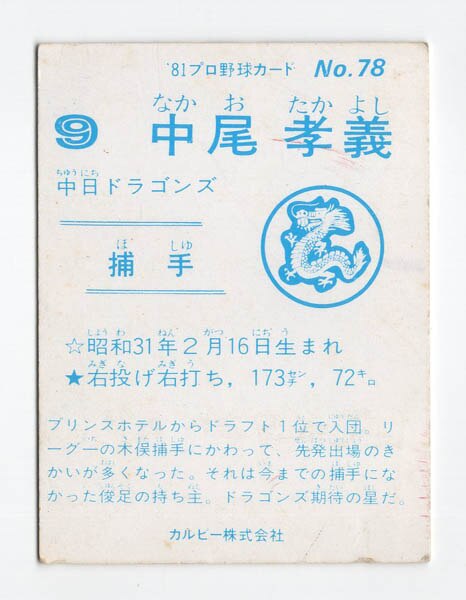 '81プロ野球カード No.78
なか お たか よし
9 中尾 孝義
ちゅうにち
中日ドラゴンズ
ほ しゅ
捕手
しょうわ ねん がつ にち う
☆昭和31年2月16日生まれ
みぎ な みぎ う
★右投げ右打ち，173センチ，72キロ
プリンスホテルからドラフト1位で入団。リ
ーグ一の木俣捕手にかわって、先発出場のき
かいが多くなった。それは今までの捕手にな
かった俊足の持ち主。ドラゴンズ期待の星だ。
カルビー株式会社